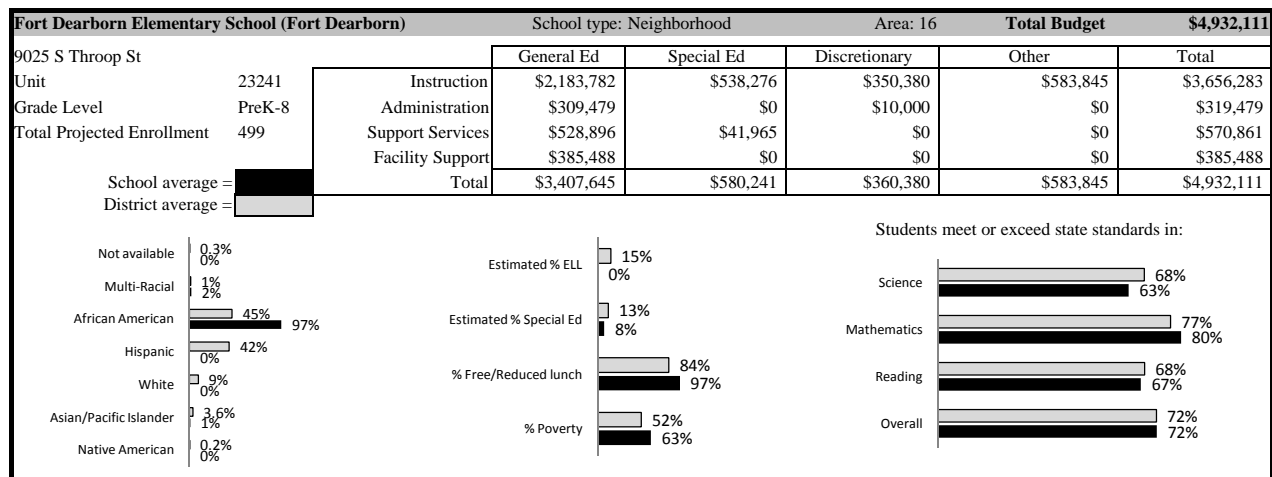 Fort Dearborn Elementary School (Fort Dearborn) School type: Neighborhood Area: 16 Total Budget $4,932,111
9025 S Throop St General Ed Special Ed Discretionary Other Total
Unit 23241 Instruction $2,183,782 $538,276 $350,380 $583,845 $3,656,283
Grade Level PreK-8 Administration $309,479 $0 $10,000 $0 $319,479
Total Projected Enrollment 499 Support Services $528,896 $41,965 $0 $0 $570,861
Facility Support $385,488 $0 $0 $0 $385,488
School average = Total $3,407,645 $580,241 $360,380 $583,845 $4,932,111
District average =
Not available 0.3%
0%
Multi-Racial 1%
2%
African American 45%
97%
Hispanic 42%
0%
White 9%
0%
Asian/Pacific Islander 3.6%
1%
Native American 0.2%
0%
Estimated % ELL 15%
0%
Estimated % Special Ed 13%
8%
% Free/Reduced lunch 84%
97%
% Poverty 52%
63%
Students meet or exceed state standards in:
Science 68%
63%
Mathematics 77%
80%
Reading 68%
67%
Overall 72%
72%